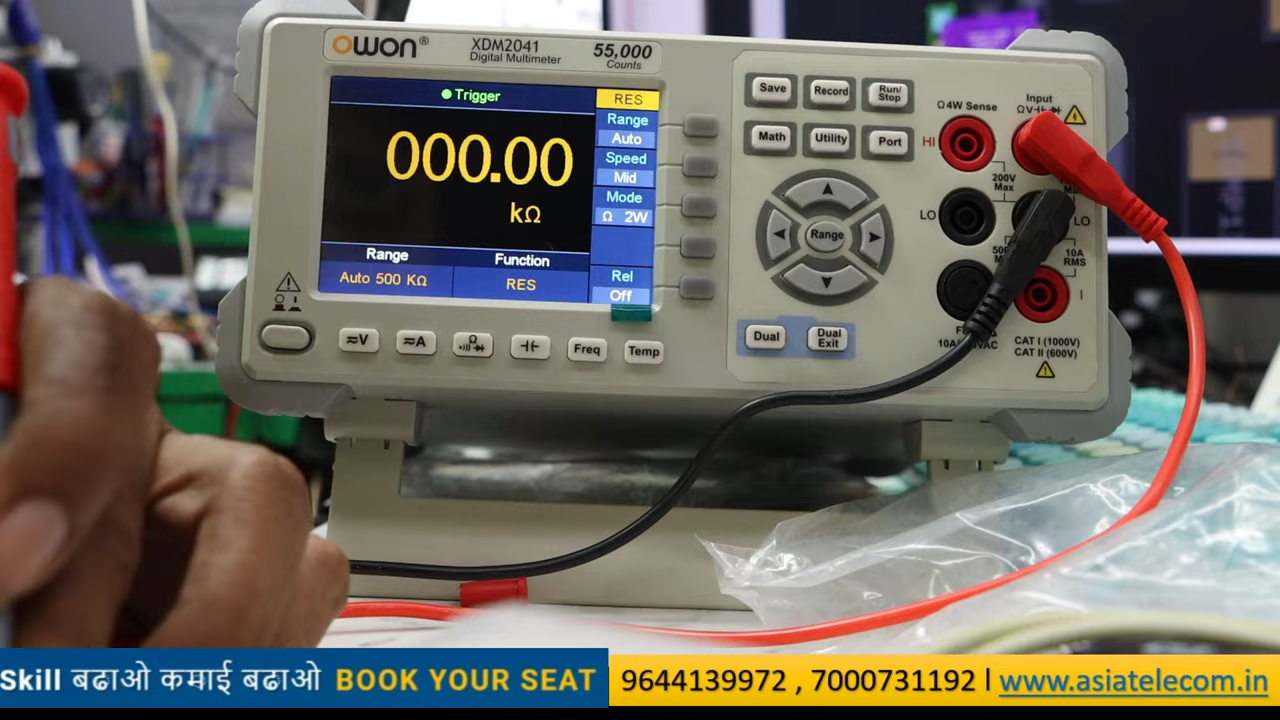 OWON®
XDM2041
Digital Multimeter
55,000
Counts
Trigger
000.00
kΩ
Range
Function
Auto 500 KΩ
RES
RES
Range
Auto
Speed
Mid
Mode
Ω 2W
Rel
Off
≂V
≂A
Ω
Freq
Temp
Save
Record
Run/
Stop
Math
Utility
Port
Range
Dual
Dual
Exit
Ω4W Sense
Input
ΩV
HI
200V
Max
LO
LO
10A
RMS
I
CAT I (1000V)
CAT II (600V)
Skill बढाओ कमाई बढाओ BOOK YOUR SEAT
9644139972 , 7000731192 l www.asiatelecom.in